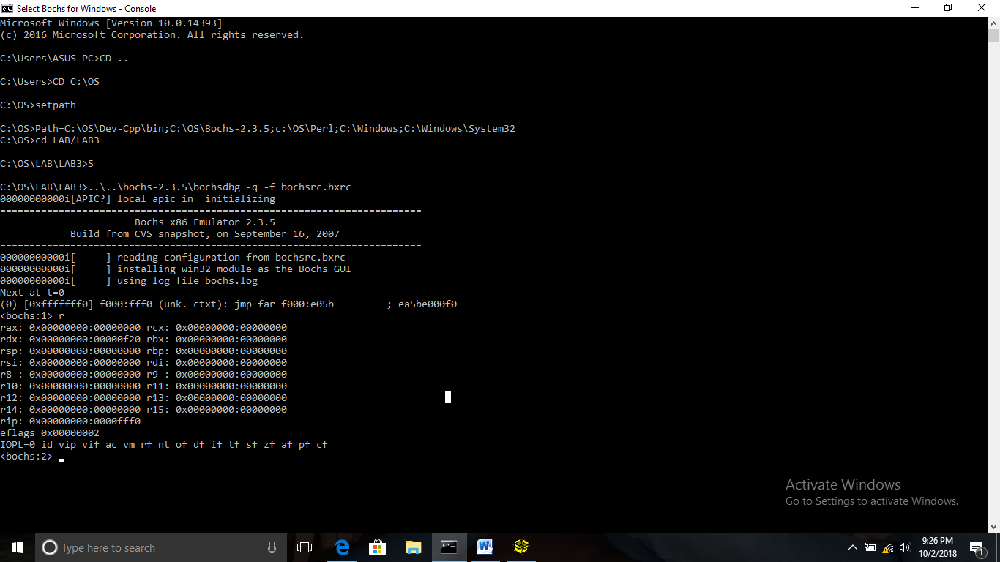 Select Bochs for Windows - Console
Microsoft Windows [Version 10.0.14393]
(c) 2016 Microsoft Corporation. All rights reserved.
C:\Users\ASUS-PC>CD ..
C:\Users>CD C:\OS
C:\OS>setpath
C:\OS>Path=C:\OS\Dev-Cpp\bin;C:\OS\Bochs-2.3.5;c:\OS\Perl;C:\Windows;C:\Windows\System32
C:\OS>cd LAB/LAB3
C:\OS\LAB\LAB3>S
C:\OS\LAB\LAB3>..\..\bochs-2.3.5\bochsdbg -q -f bochsrc.bxrc
00000000000i[APIC?] local apic in  initializing
========================================================================
                       Bochs x86 Emulator 2.3.5
            Build from CVS snapshot, on September 16, 2007
========================================================================
00000000000i[     ] reading configuration from bochsrc.bxrc
00000000000i[     ] installing win32 module as the Bochs GUI
00000000000i[     ] using log file bochs.log
Next at t=0
(0) [0xfffffff0] f000:fff0 (unk. ctxt): jmp far f000:e05b         ; ea5be000f0
<bochs:1> r
rax: 0x00000000:00000000 rcx: 0x00000000:00000000
rdx: 0x00000000:00000f20 rbx: 0x00000000:00000000
rsp: 0x00000000:00000000 rbp: 0x00000000:00000000
rsi: 0x00000000:00000000 rdi: 0x00000000:00000000
r8 : 0x00000000:00000000 r9 : 0x00000000:00000000
r10: 0x00000000:00000000 r11: 0x00000000:00000000
r12: 0x00000000:00000000 r13: 0x00000000:00000000
r14: 0x00000000:00000000 r15: 0x00000000:00000000
rip: 0x00000000:0000fff0
eflags 0x00000002
IOPL=0 id vip vif ac vm rf nt of df if tf sf zf af pf cf
<bochs:2>
Activate Windows
Go to Settings to activate Windows.
Type here to search
9:26 PM
10/2/2018
1